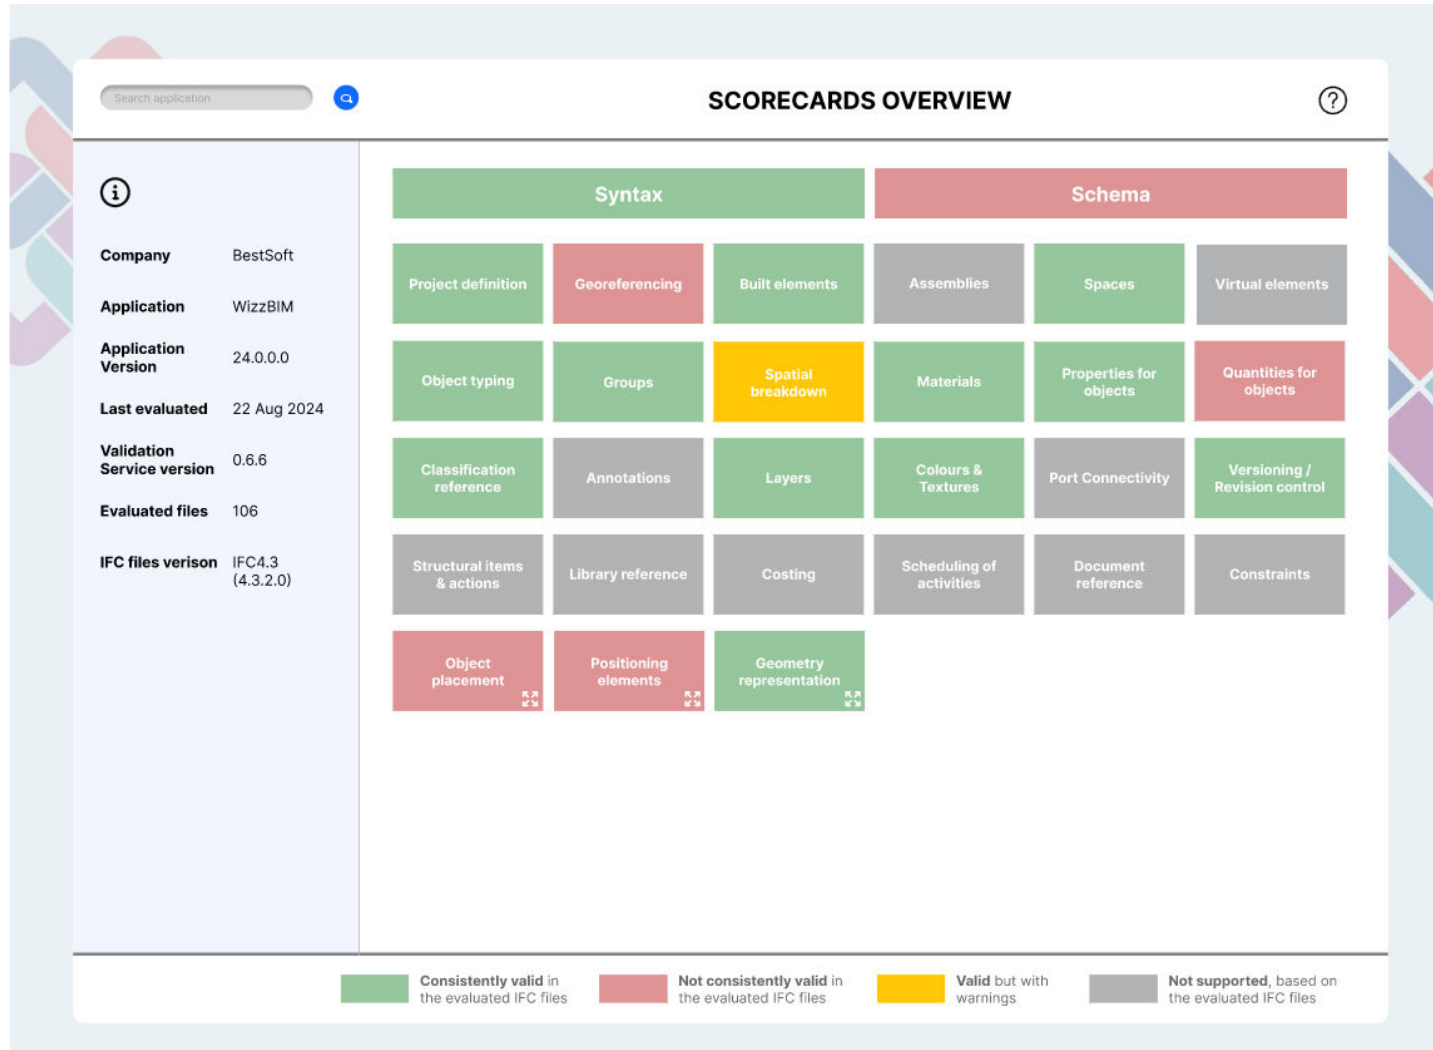 Search application
SCORECARDS OVERVIEW
?
i
Company BestSoft
Application WizzBIM
Application
Version 24.0.0.0
Last evaluated 22 Aug 2024
Validation
Service version 0.6.6
Evaluated files 106
IFC files verison IFC4.3
(4.3.2.0)
Syntax Schema
Project definition Georeferencing Built elements Assemblies Spaces Virtual elements
Object typing
Groups
Spatial
breakdown
Materials
Properties for
objects
Quantities for
objects
Classification
reference
Annotations
Layers
Colours &
Textures
Port Connectivity
Versioning /
Revision control
Structural items
& actions
Library reference
Costing
Scheduling of
activities
Document
reference
Constraints
Object
placement
Positioning
elements
Geometry
representation
Consistently valid in
the evaluated IFC files
Not consistently valid in
the evaluated IFC files
Valid but with
warnings
Not supported, based on
the evaluated IFC files